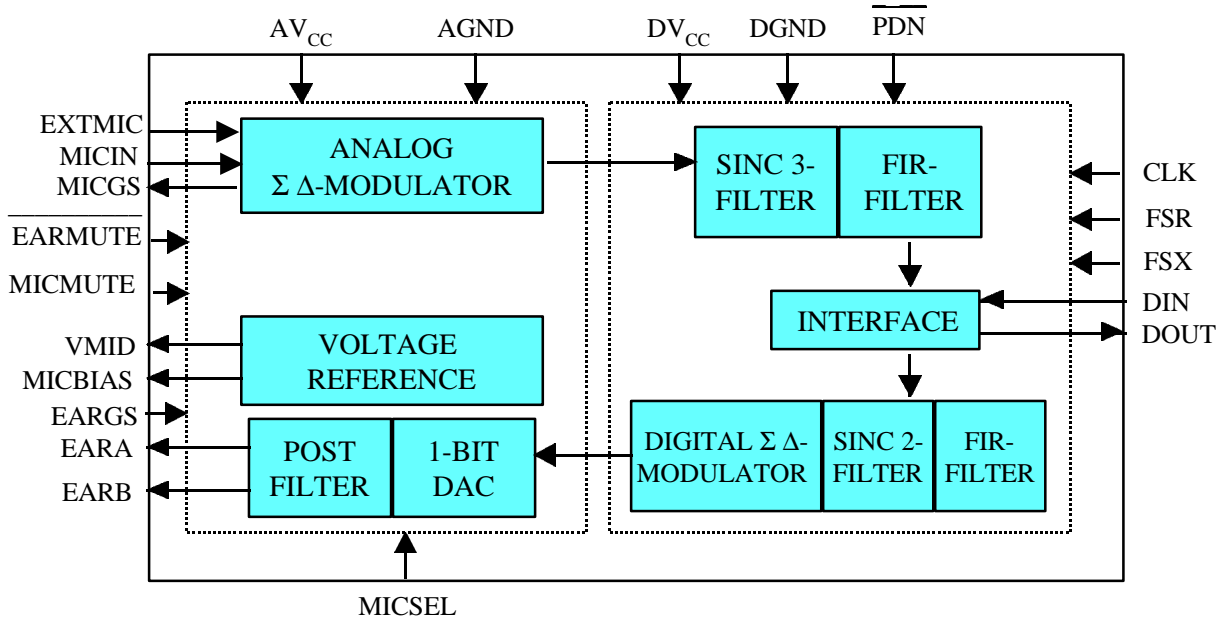 AVCC
AGND
DVCC
DGND
PDN
EXTMIC
MICIN
MICGS
EARMUTE
MICMUTE
VMID
MICBIAS
EARGS
EARA
EARB
ANALOG
Σ Δ-MODULATOR
VOLTAGE
REFERENCE
POST
FILTER
1-BIT
DAC
SINC 3-
FILTER
FIR-
FILTER
INTERFACE
DIGITAL Σ Δ-
MODULATOR
SINC 2-
FILTER
FIR-
FILTER
CLK
FSR
FSX
DIN
DOUT
MICSEL